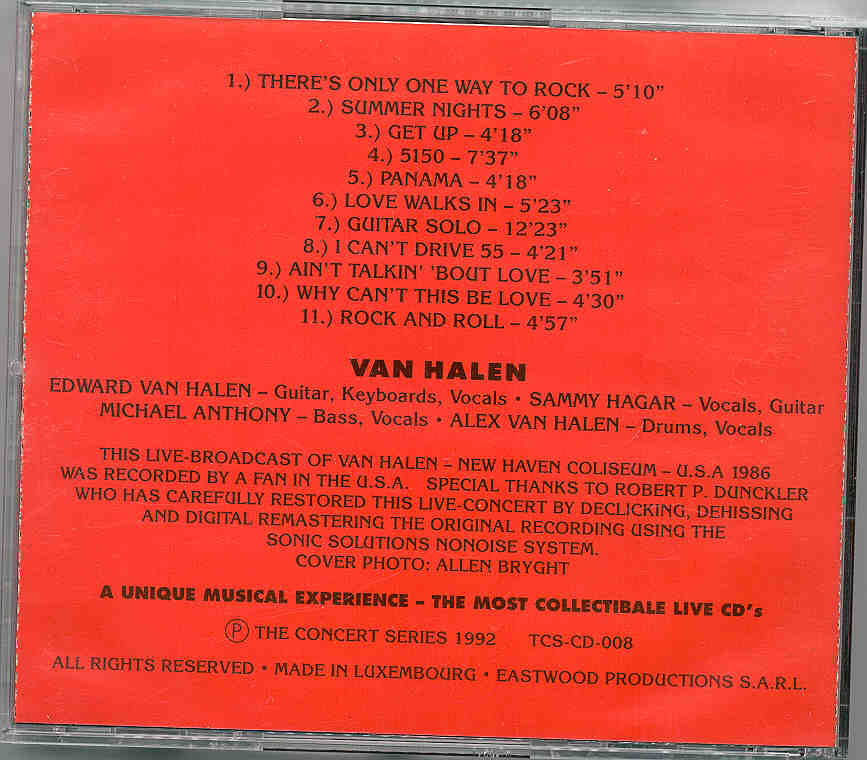 1.) THERE'S ONLY ONE WAY TO ROCK – 5'10"
2.) SUMMER NIGHTS – 6'08"
3.) GET UP – 4'18"
4.) 5150 – 7'37"
5.) PANAMA – 4'18"
6.) LOVE WALKS IN – 5'23"
7.) GUITAR SOLO – 12'23"
8.) I CAN'T DRIVE 55 – 4'21"
9.) AIN'T TALKIN' 'BOUT LOVE – 3'51"
10.) WHY CAN'T THIS BE LOVE – 4'30"
11.) ROCK AND ROLL – 4'57"
VAN HALEN
EDWARD VAN HALEN – Guitar, Keyboards, Vocals • SAMMY HAGAR – Vocals, Guitar
MICHAEL ANTHONY – Bass, Vocals • ALEX VAN HALEN – Drums, Vocals
THIS LIVE-BROADCAST OF VAN HALEN – NEW HAVEN COLISEUM – U.S.A 1986
WAS RECORDED BY A FAN IN THE U.S.A. SPECIAL THANKS TO ROBERT P. DUNCKLER
WHO HAS CAREFULLY RESTORED THIS LIVE-CONCERT BY DECLICKING, DEHISSING
AND DIGITAL REMASTERING THE ORIGINAL RECORDING USING THE
SONIC SOLUTIONS NONOISE SYSTEM.
COVER PHOTO: ALLEN BRYGHT
A UNIQUE MUSICAL EXPERIENCE – THE MOST COLLECTIBALE LIVE CD's
Ⓟ THE CONCERT SERIES 1992 TCS-CD-008
ALL RIGHTS RESERVED • MADE IN LUXEMBOURG • EASTWOOD PRODUCTIONS S.A.R.L.